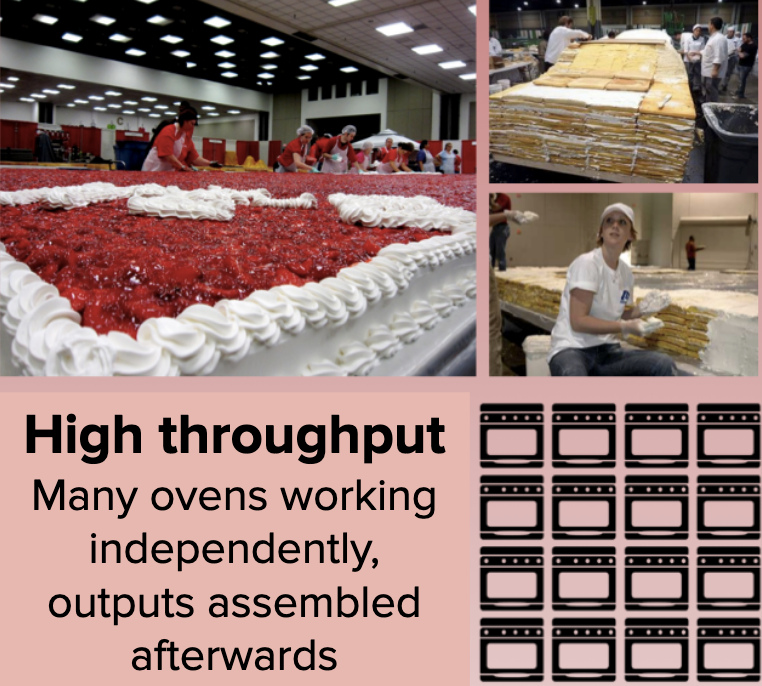 High throughput
Many ovens working
independently,
outputs assembled
afterwards